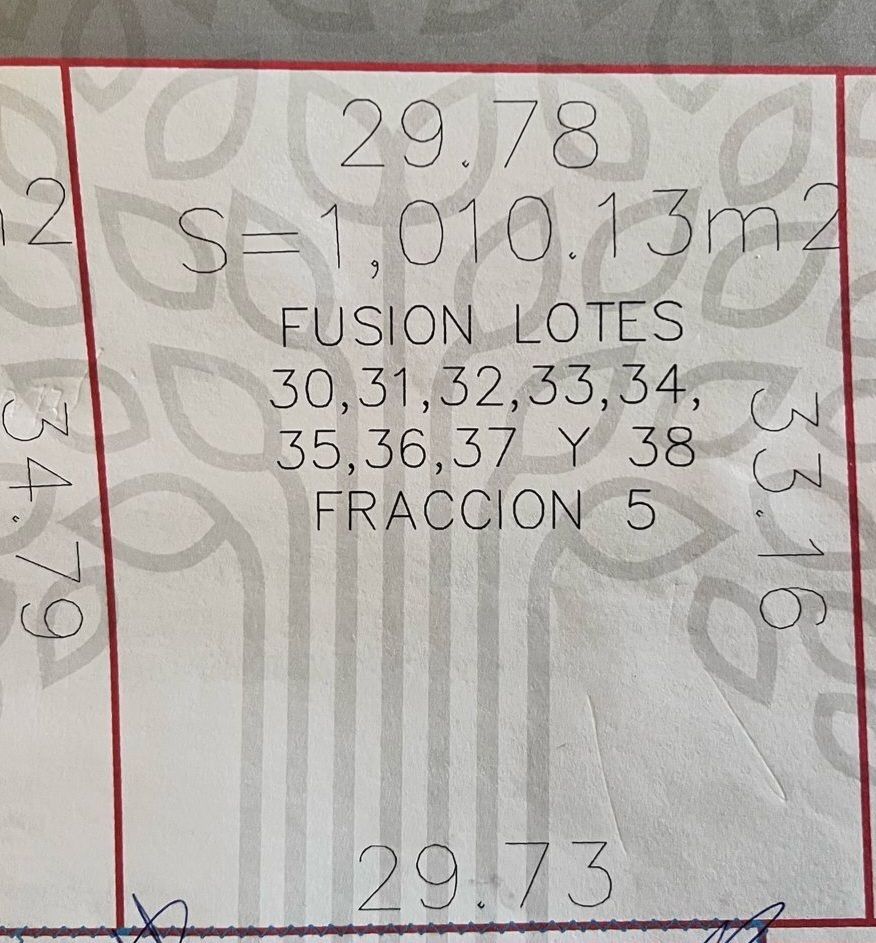 29.78
S=1,010.13m2
FUSION LOTES
30,31,32,33,34,
35,36,37 Y 38
FRACCION 5
34.79
33.16
29.73